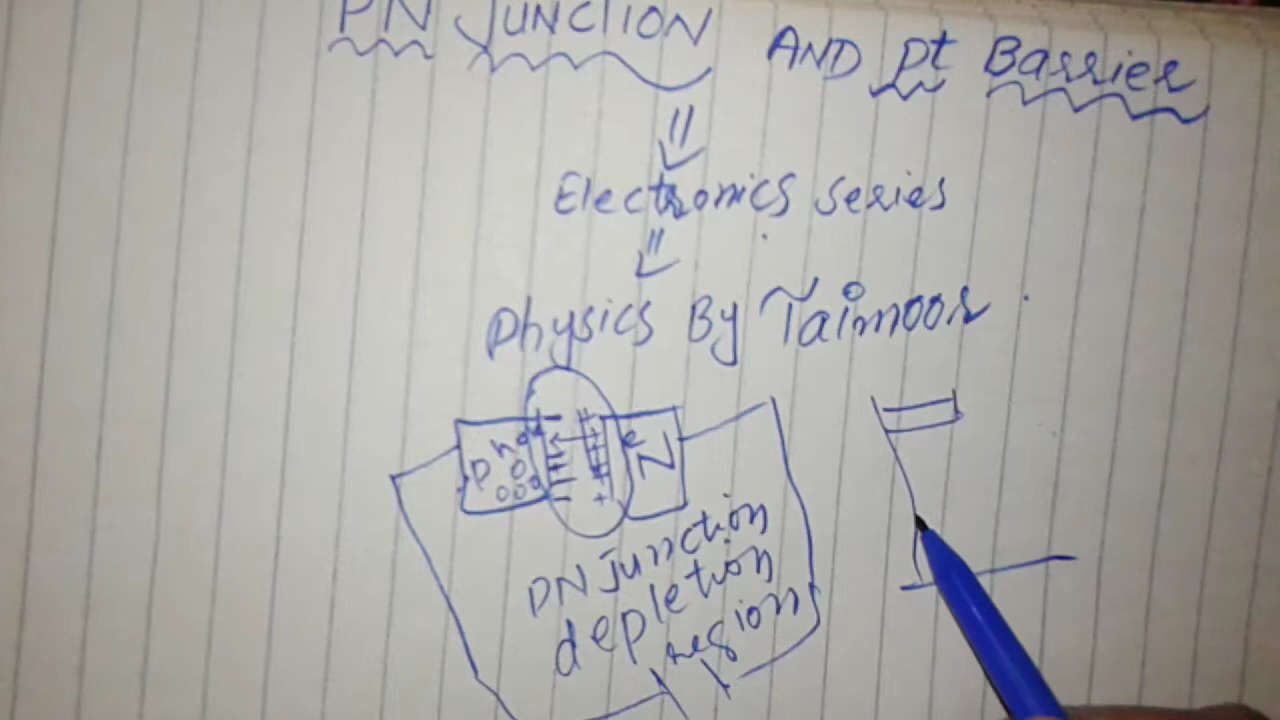 PN JUNCTION AND Pt Barrier
Electronics series
Physics By Taimoor
P h
e N
PN junction
depletion
region